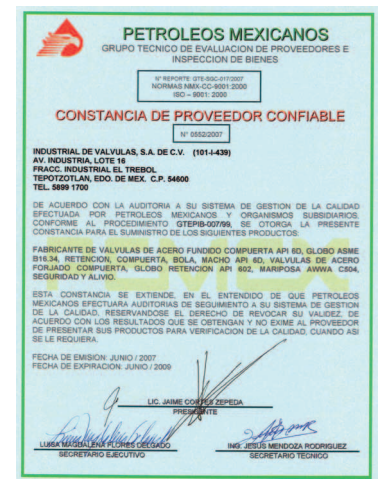 PETROLEOS MEXICANOS
GRUPO TECNICO DE EVALUACION DE PROVEEDORES E
INSPECCION DE BIENES
N° REPORTE: GTE-SGC-017/2007
NORMAS NMX-CC-9001:2000
ISO – 9001: 2000
CONSTANCIA DE PROVEEDOR CONFIABLE
N° 0552/2007
INDUSTRIAL DE VALVULAS, S.A. DE C.V. (101-I-439)
AV. INDUSTRIA, LOTE 16
FRACC. INDUSTRIAL EL TREBOL
TEPOTZOTLAN, EDO. DE MEX. C.P. 54600
TEL. 5899 1700
DE ACUERDO CON LA AUDITORIA A SU SISTEMA DE GESTION DE LA CALIDAD
EFECTUADA POR PETROLEOS MEXICANOS Y ORGANISMOS SUBSIDIARIOS,
CONFORME AL PROCEDIMIENTO GTEPIB-007/99, SE OTORGA LA PRESENTE
CONSTANCIA PARA EL SUMINISTRO DE LOS SIGUIENTES PRODUCTOS:
FABRICANTE DE VALVULAS DE ACERO FUNDIDO COMPUERTA API 6D, GLOBO ASME
B16.34, RETENCION, COMPUERTA, BOLA, MACHO API 6D, VALVULAS DE ACERO
FORJADO COMPUERTA, GLOBO RETENCION API 602, MARIPOSA AWWA C504,
SEGURIDAD Y ALIVIO.
ESTA CONSTANCIA SE EXTIENDE, EN EL ENTENDIDO DE QUE PETROLEOS
MEXICANOS EFECTUARA AUDITORIAS DE SEGUIMIENTO A SU SISTEMA DE GESTION
DE LA CALIDAD, RESERVANDOSE EL DERECHO DE REVOCAR SU VALIDEZ, DE
ACUERDO CON LOS RESULTADOS QUE SE OBTENGAN Y NO EXIME AL PROVEEDOR
DE PRESENTAR SUS PRODUCTOS PARA VERIFICACION DE LA CALIDAD, CUANDO ASI
SE LE REQUIERA.
FECHA DE EMISION: JUNIO / 2007
FECHA DE EXPIRACION: JUNIO / 2009
LIC. JAIME CORTES ZEPEDA
PRESIDENTE
LUISA MAGDALENA FLORES DELGADO
SECRETARIO EJECUTIVO
ING. JESUS MENDOZA RODRIGUEZ
SECRETARIO TECNICO